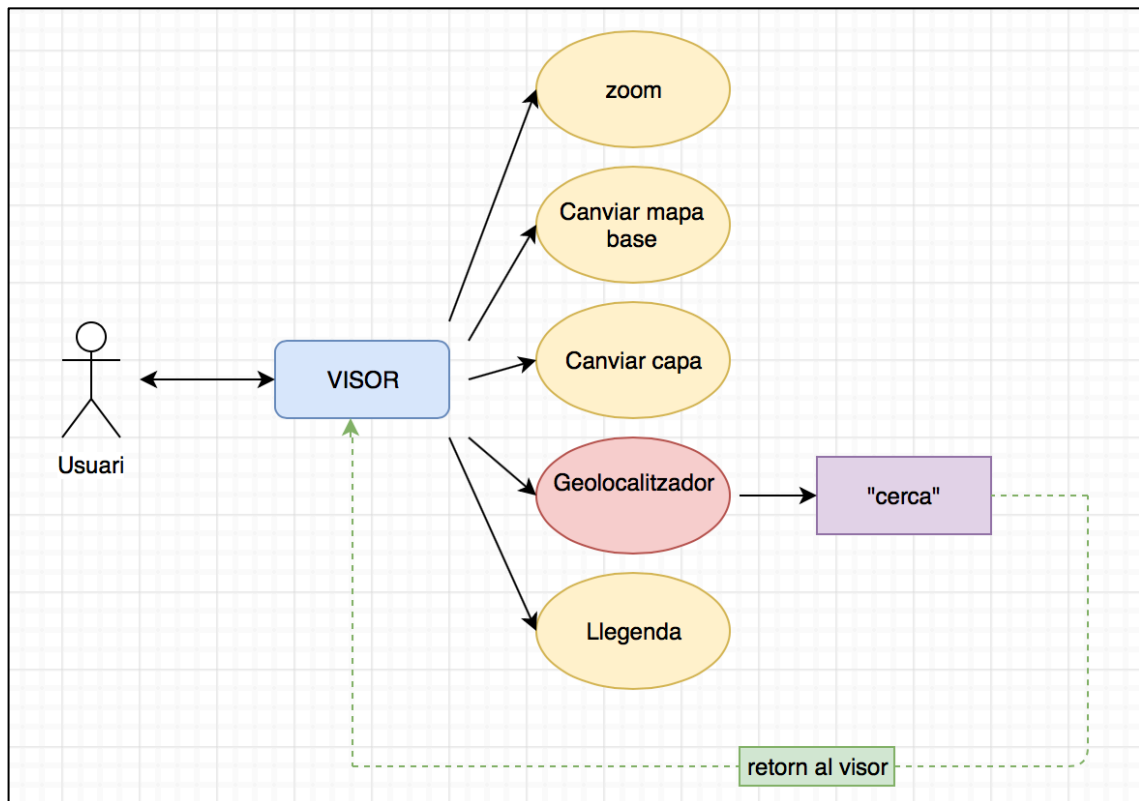 zoom
Canviar mapa
base
Canviar capa
VISOR
Usuari
Geolocalitzador
"cerca"
Llegenda
retorn al visor